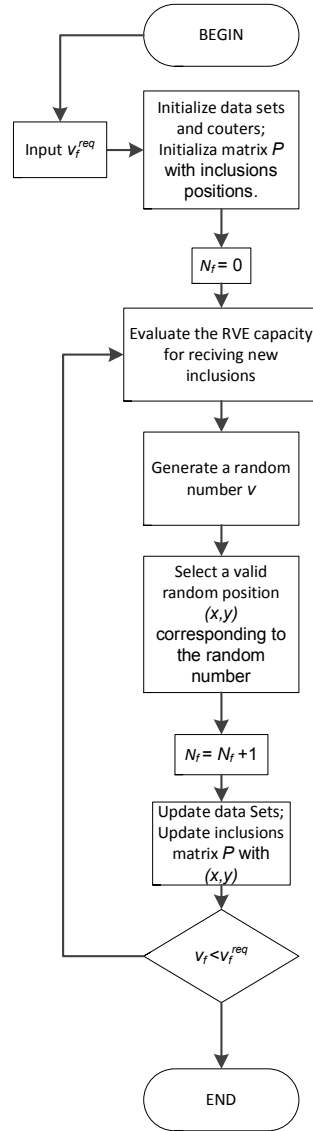 BEGIN
Input v_f^req
Initialize data sets
and couters;
Initializa matrix P
with inclusions
positions.
N_f = 0
Evaluate the RVE capacity
for reciving new
inclusions
Generate a random
number v
Select a valid
random position
(x,y)
corresponding to
the random
number
N_f = N_f +1
Update data Sets;
Update inclusions
matrix P with
(x,y)
v_f <v_f^req
END